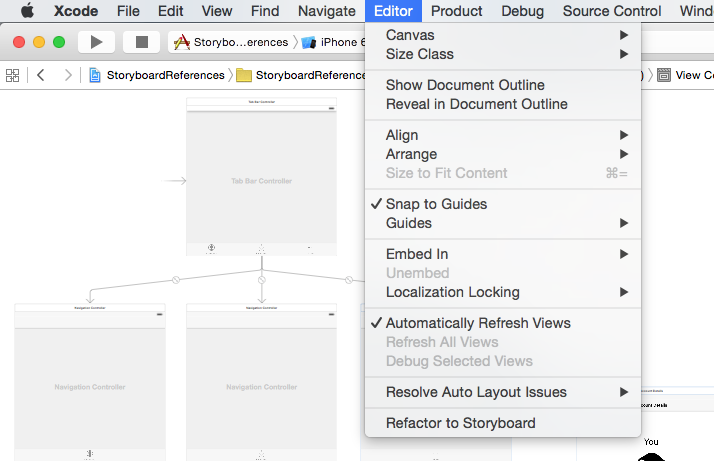 Xcode File Edit View Find Navigate Editor Product Debug Source Control
Storybo…erences iPhone 6
StoryboardReferences StoryboardReference View Co
Canvas
Size Class
Show Document Outline
Reveal in Document Outline
Align
Arrange
Size to Fit Content ⌘=
✓ Snap to Guides
Guides
Embed In
Unembed
Localization Locking
✓ Automatically Refresh Views
Refresh All Views
Debug Selected Views
Resolve Auto Layout Issues
Refactor to Storyboard
Tab Bar Controller
Tab Bar Controller
Navigation Controller
Navigation Controller
Navigation Controller
Navigation Controller
You